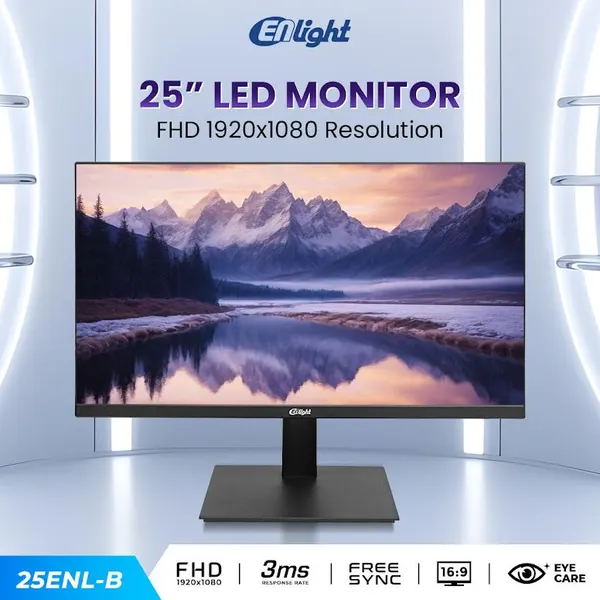 ENlight
25” LED MONITOR
FHD 1920x1080 Resolution
ENlight
25ENL-B
FHD
1920x1080
3ms
RESPONSE RATE
FREE
SYNC
16:9
EYE
CARE